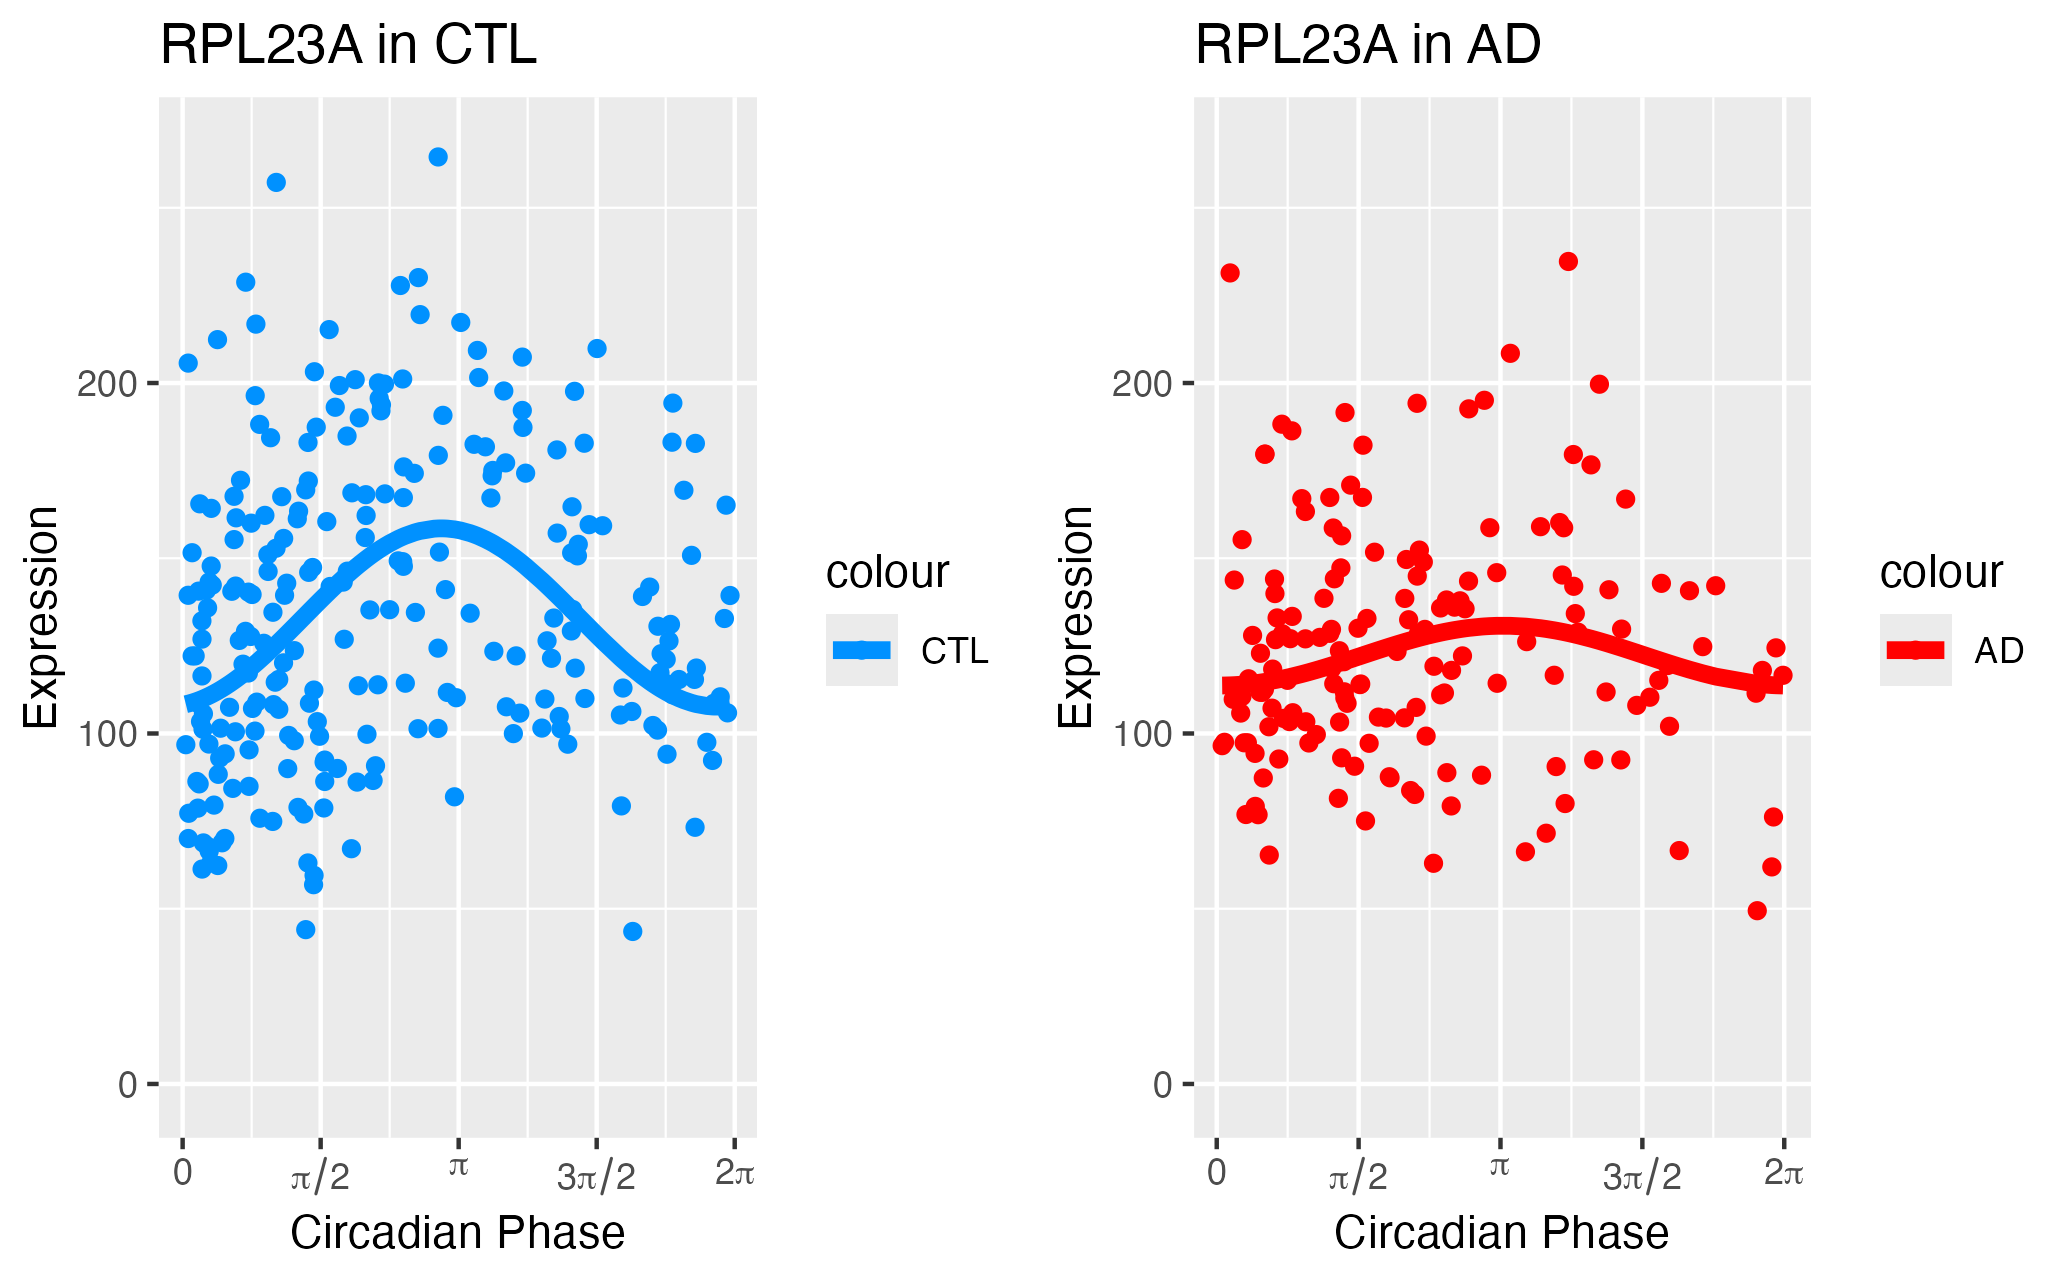 RPL23A in CTL
Expression
200
100
0
0 π/2 π 3π/2 2π
Circadian Phase
colour
CTL
RPL23A in AD
Expression
200
100
0
0 π/2 π 3π/2 2π
Circadian Phase
colour
AD